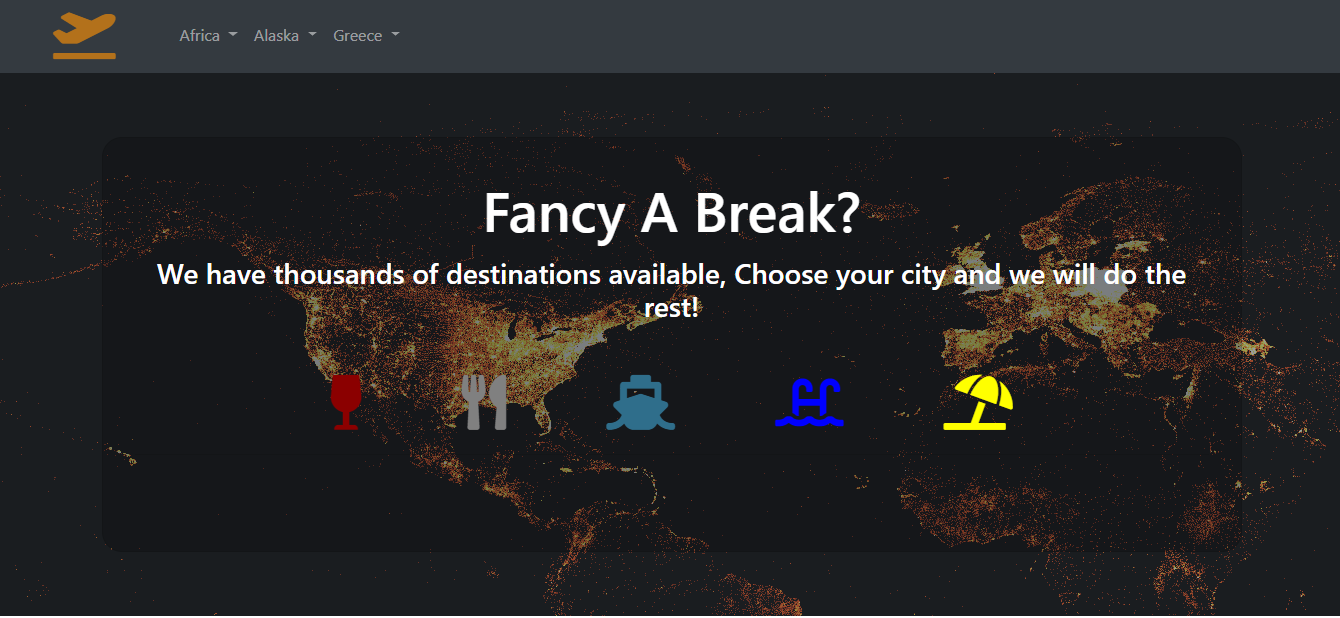 Africa Alaska Greece
Fancy A Break?
We have thousands of destinations available, Choose your city and we will do the
rest!